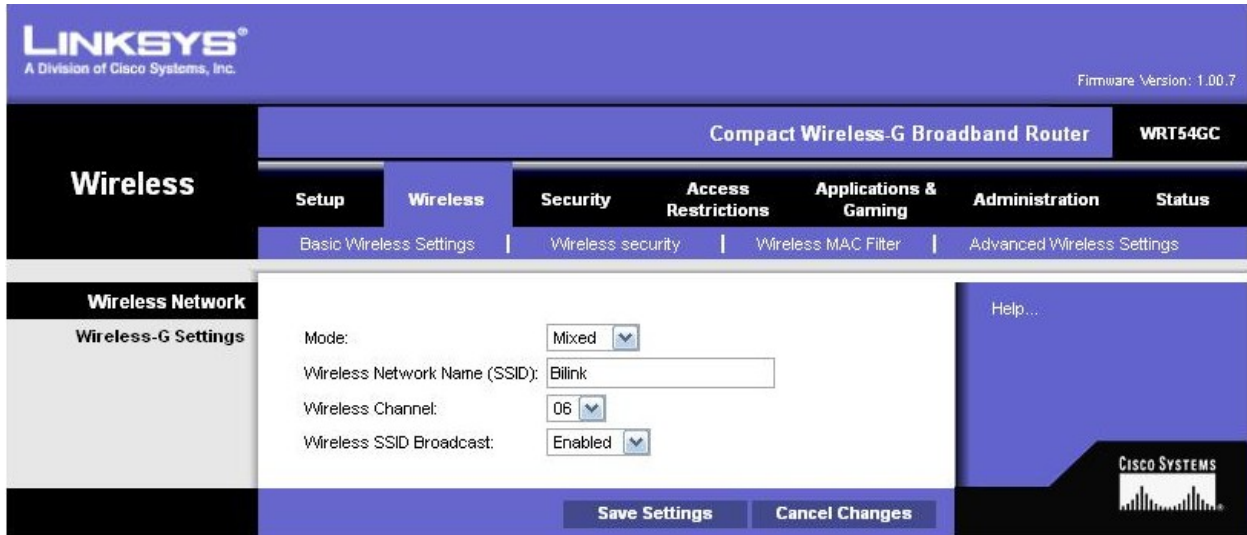 LINKSYS®
A Division of Cisco Systems, Inc.
Firmware Version: 1.00.7
Compact Wireless-G Broadband Router
WRT54GC
Wireless
Setup
Wireless
Security
Access Restrictions
Applications & Gaming
Administration
Status
Basic Wireless Settings
Wireless security
Wireless MAC Filter
Advanced Wireless Settings
Wireless Network
Help...
Wireless-G Settings
Mode: Mixed
Wireless Network Name (SSID): Bilink
Wireless Channel: 06
Wireless SSID Broadcast: Enabled
CISCO SYSTEMS
Save Settings
Cancel Changes